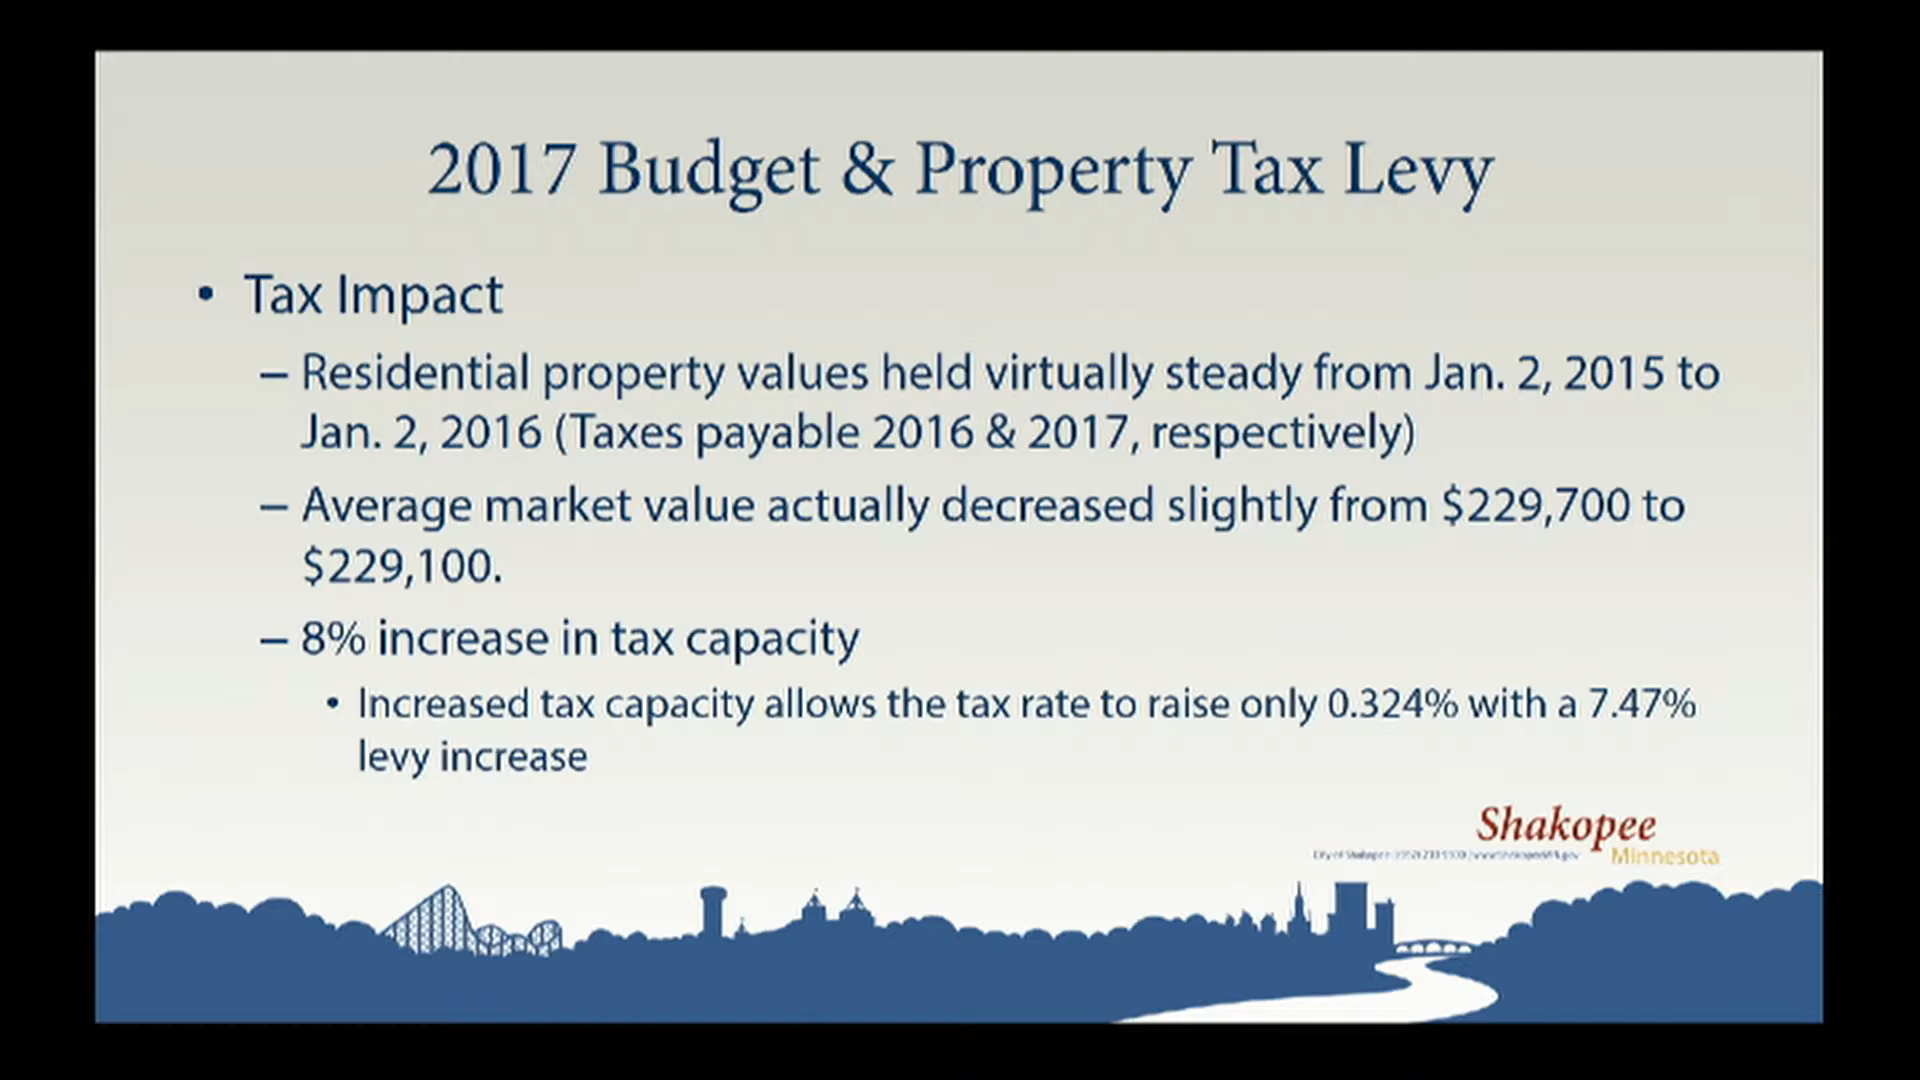 2017 Budget & Property Tax Levy
• Tax Impact
– Residential property values held virtually steady from Jan. 2, 2015 to
Jan. 2, 2016 (Taxes payable 2016 & 2017, respectively)
– Average market value actually decreased slightly from $229,700 to
$229,100.
– 8% increase in tax capacity
• Increased tax capacity allows the tax rate to raise only 0.324% with a 7.47%
levy increase
Shakopee
City of Shakopee
Minnesota